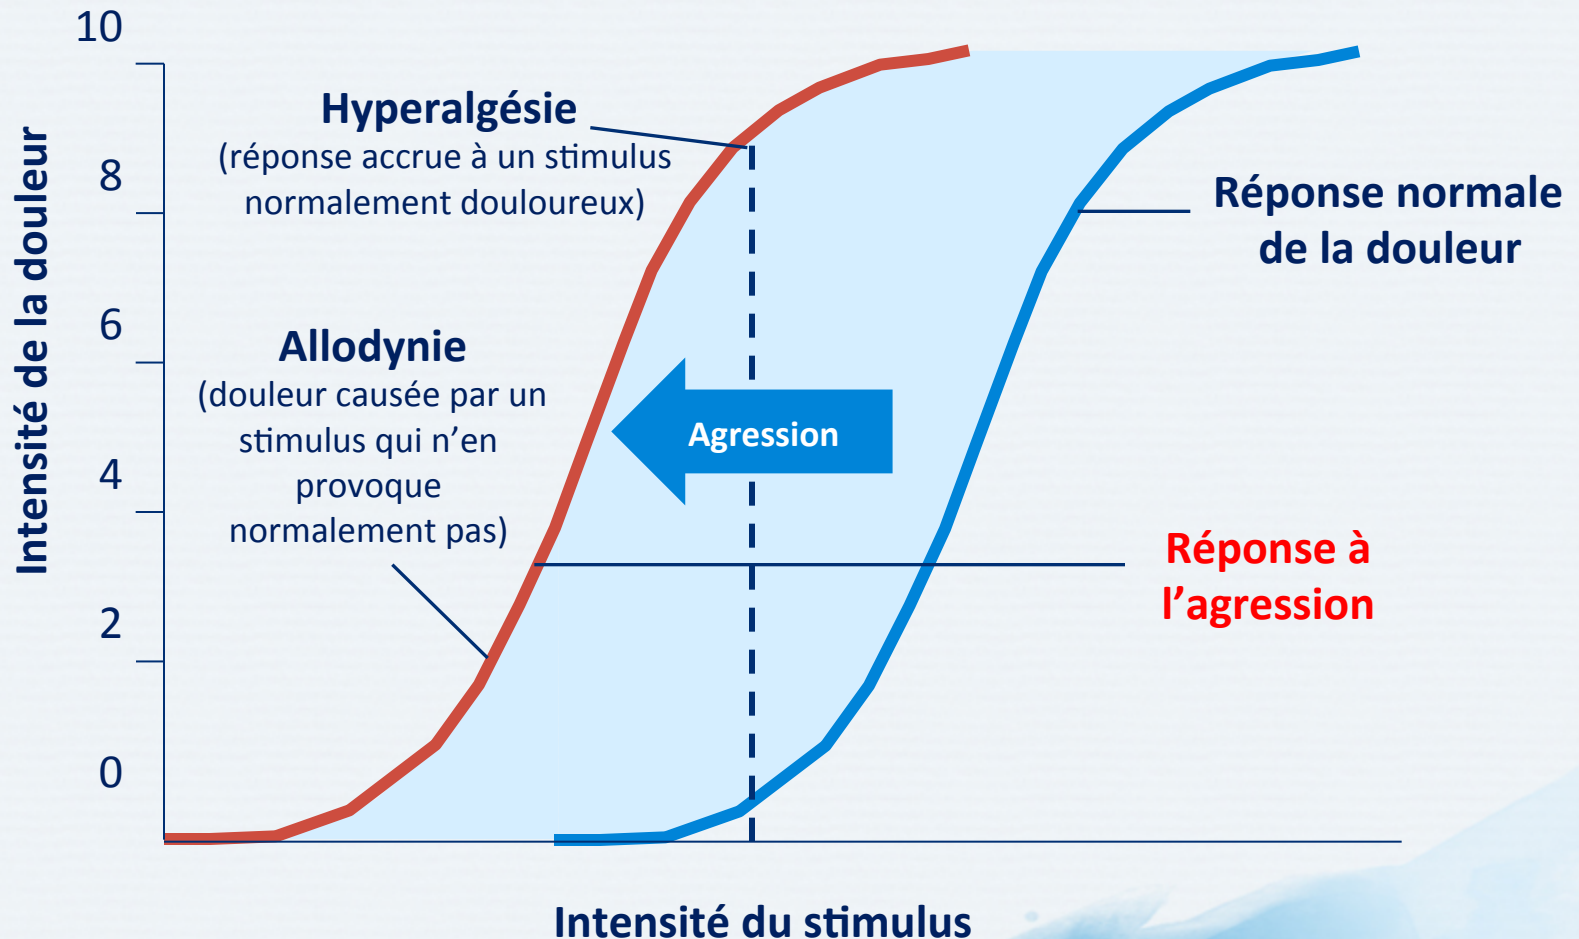 10
8
6
4
2
0
Intensité de la douleur
Hyperalgésie
(réponse accrue à un stimulus
normalement douloureux)
Allodynie
(douleur causée par un
stimulus qui n’en
provoque
normalement pas)
Agression
Réponse normale
de la douleur
Réponse à
l’agression
Intensité du stimulus